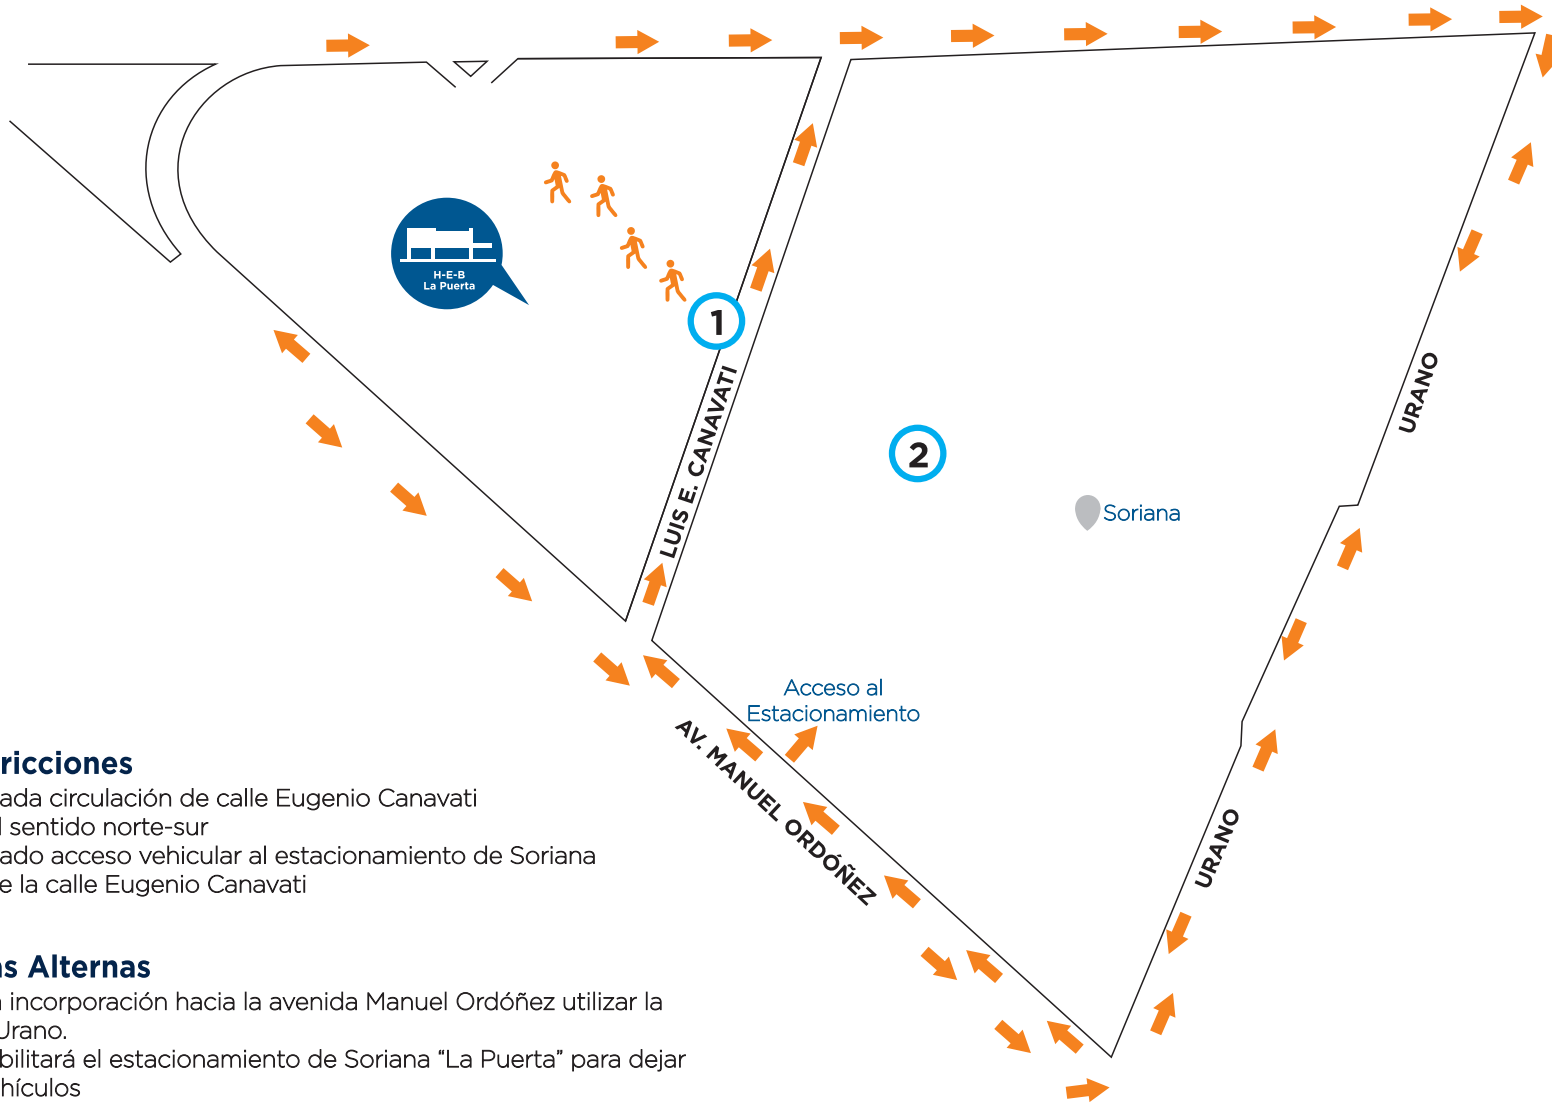 H-E-B
La Puerta
1
LUIS E. CANAVATI
2
URANO
Soriana
Acceso al
Estacionamiento
AV. MANUEL ORDÓÑEZ
URANO
ricciones
ada circulación de calle Eugenio Canavati
l sentido norte-sur
ado acceso vehicular al estacionamiento de Soriana
e la calle Eugenio Canavati
as Alternas
a incorporación hacia la avenida Manuel Ordóñez utilizar la
Urano.
bilitará el estacionamiento de Soriana “La Puerta” para dejar
hículos